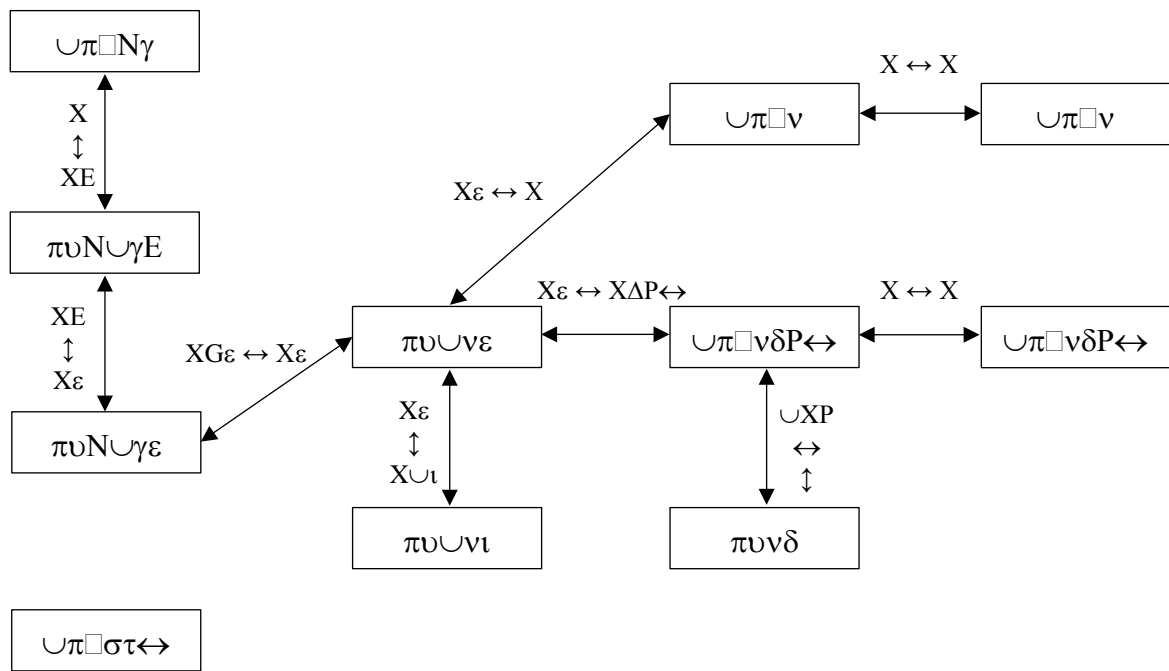 ∪π□Nγ
X
↕
XE
πυN∪γE
XE
↕
Xε
πυN∪γε
XGε ↔ Xε
πυ∪νε
Xε ↔ X
∪π□ν
X ↔ X
∪π□ν
Xε ↔ XΔP↔
∪π□νδP↔
X ↔ X
∪π□νδP↔
Xε
↕
X∪ι
πυ∪νι
∪XP
↔
↕
πυνδ
∪π□στ↔